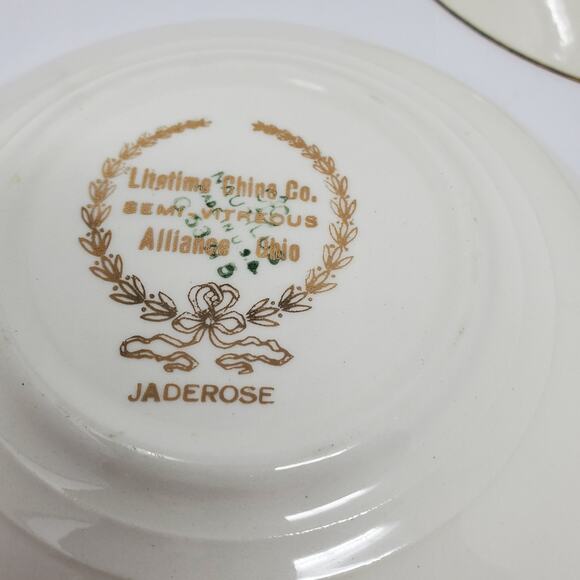 Lifetime China Co.
SEMI-VITREOUS
Alliance Ohio
JADEROSE